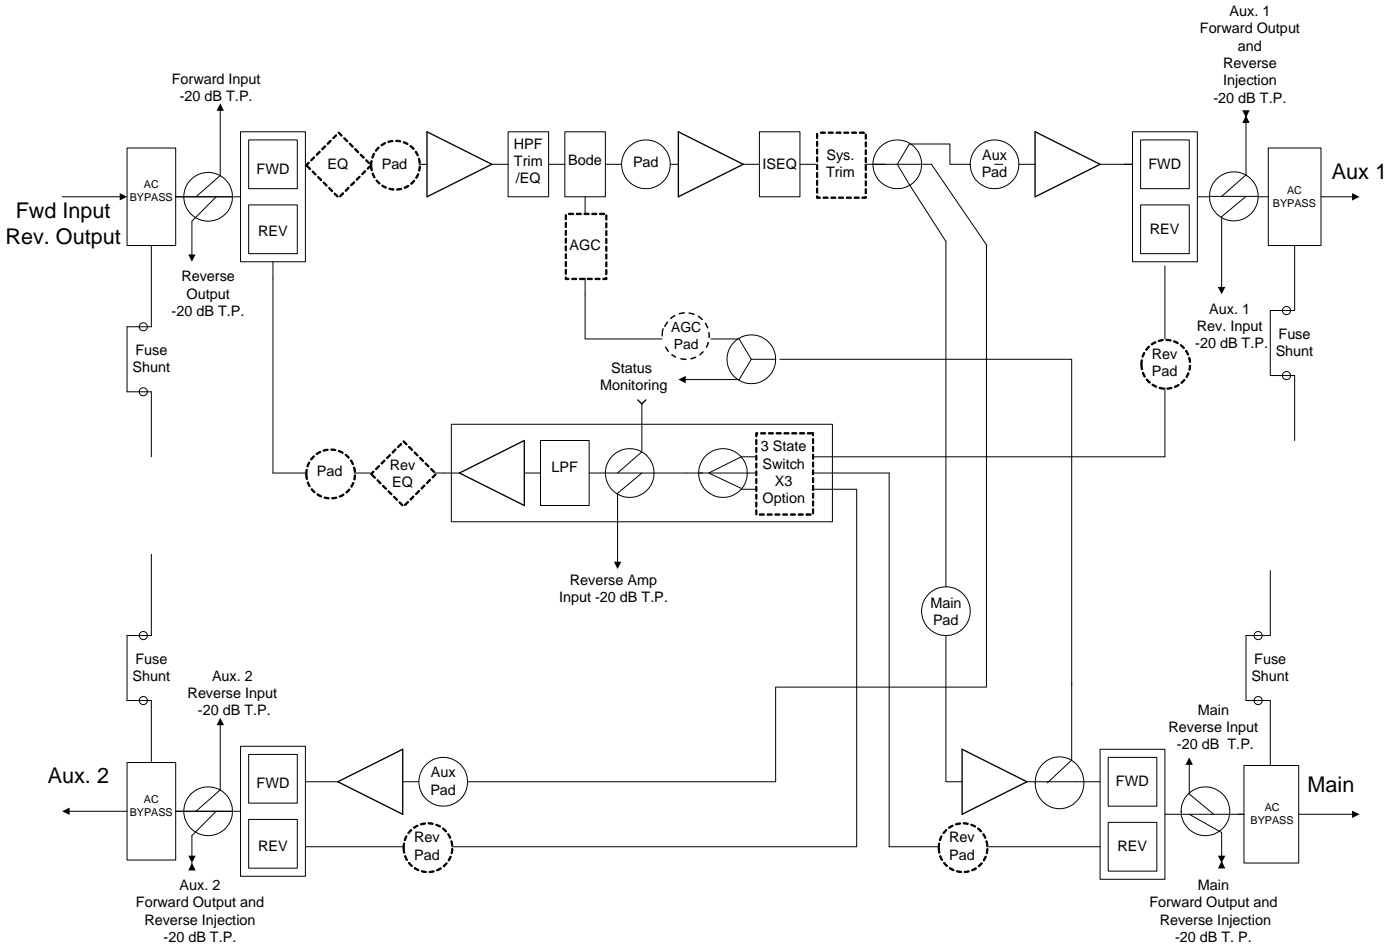 Aux. 1
Forward Output
and
Reverse
Injection
-20 dB T.P.
Forward Input
-20 dB T.P.
AC
BYPASS
FWD
REV
EQ
Pad
HPF
Trim
/EQ
Bode
Pad
ISEQ
Sys.
Trim
Aux
Pad
FWD
REV
AC
BYPASS
Aux 1
Fwd Input
Rev. Output
AGC
Reverse
Output
-20 dB T.P.
Aux. 1
Rev. Input
-20 dB T.P.
Fuse
Shunt
AGC
Pad
Rev
Pad
Fuse
Shunt
Status
Monitoring
Pad
Rev
EQ
LPF
3 State
Switch
X3
Option
Reverse Amp
Input -20 dB T.P.
Main
Pad
Fuse
Shunt
Fuse
Shunt
Aux. 2
Reverse Input
-20 dB T.P.
Main
Reverse Input
-20 dB T.P.
Aux. 2
AC
BYPASS
FWD
REV
Aux
Pad
Rev
Pad
Rev
Pad
FWD
REV
AC
BYPASS
Main
Aux. 2
Forward Output and
Reverse Injection
-20 dB T.P.
Main
Forward Output and
Reverse Injection
-20 dB T. P.